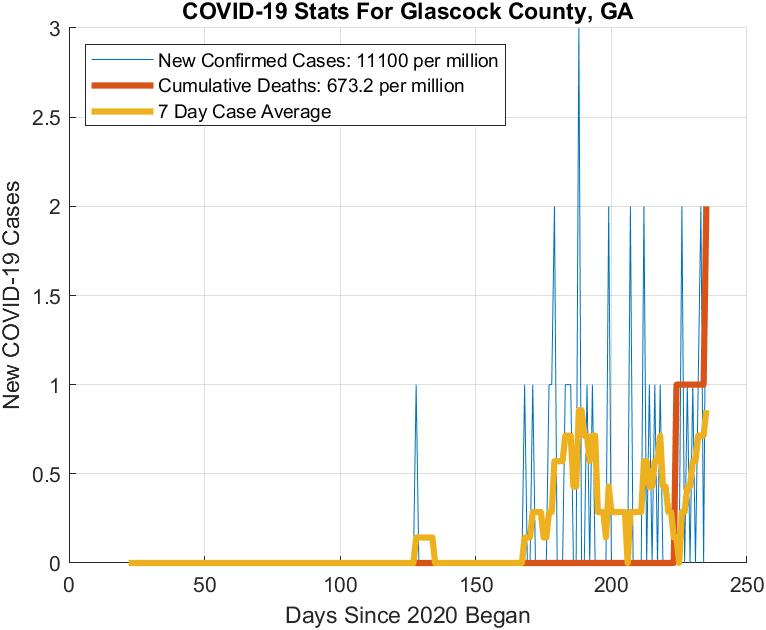 COVID-19 Stats For Glascock County, GA
New Confirmed Cases: 11100 per million
Cumulative Deaths: 673.2 per million
7 Day Case Average
New COVID-19 Cases
3
2.5
2
1.5
1
0.5
0
0 50 100 150 200 250
Days Since 2020 Began